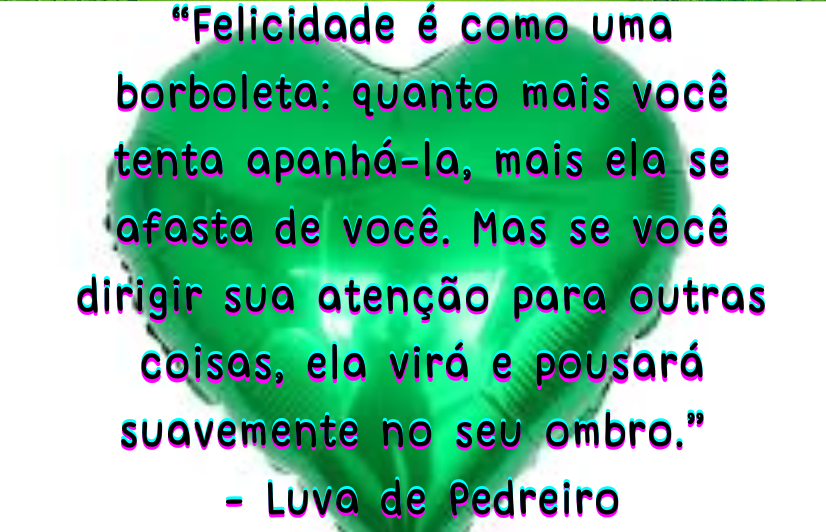 “Felicidade é como uma
borboleta: quanto mais você
tenta apanhá-la, mais ela se
afasta de você. Mas se você
dirigir sua atenção para outras
coisas, ela virá e pousará
suavemente no seu ombro.”
- Luva de Pedreiro